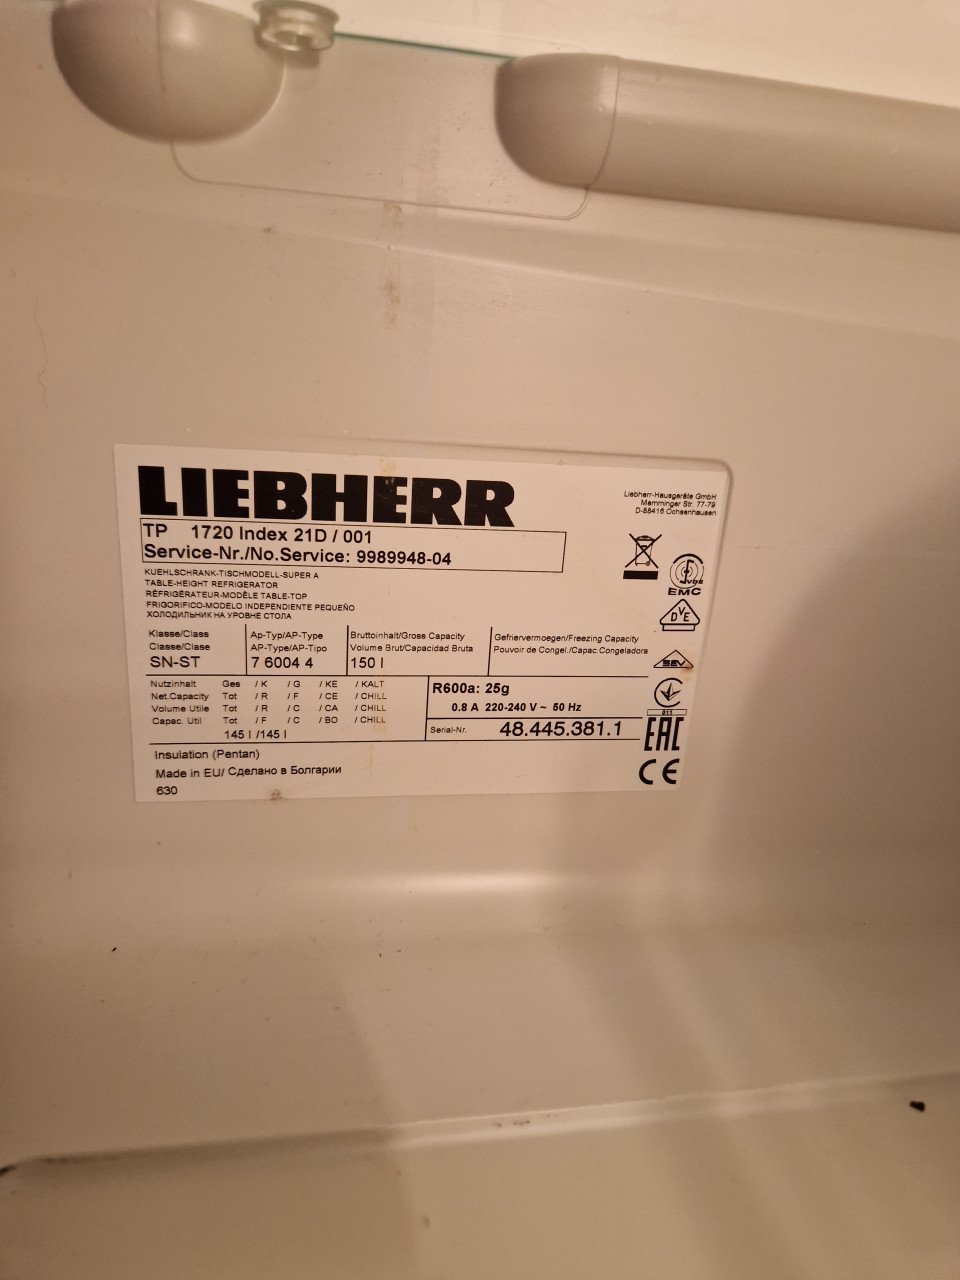 LIEBHERR
Liebherr-Hausgeräte GmbH
Memminger Str. 77-79
D-88416 Ochsenhausen
TP 1720 Index 21D / 001
Service-Nr./No.Service: 9989948-04
KUEHLSCHRANK-TISCHMODELL-SUPER A
TABLE-HEIGHT REFRIGERATOR
RÉFRIGÉRATEUR-MODÈLE TABLE-TOP
FRIGORIFICO-MODELO INDEPENDIENTE PEQUEÑO
ХОЛОДИЛЬНИК НА УРОВНЕ СТОЛА
VDE
EMC
DVE
SEV
011
EAC
CE
Klasse/Class
Classe/Clase
SN-ST
Ap-Typ/AP-Type
AP-Type/AP-Tipo
7 6004 4
Bruttoinhalt/Gross Capacity
Volume Brut/Capacidad Bruta
150 l
Gefriervermoegen/Freezing Capacity
Pouvoir de Congel./Capac.Congeladora
Nutzinhalt Ges / K / G / KE / KALT
Net.Capacity Tot / R / F / CE / CHILL
Volume Utile Tot / R / C / CA / CHILL
Capac. Util Tot / F / C / BO / CHILL
145 l /145 l
R600a: 25g
0.8 A 220-240 V ~ 50 Hz
Serial-Nr. 48.445.381.1
Insulation (Pentan)
Made in EU/ Сделано в Болгарии
630